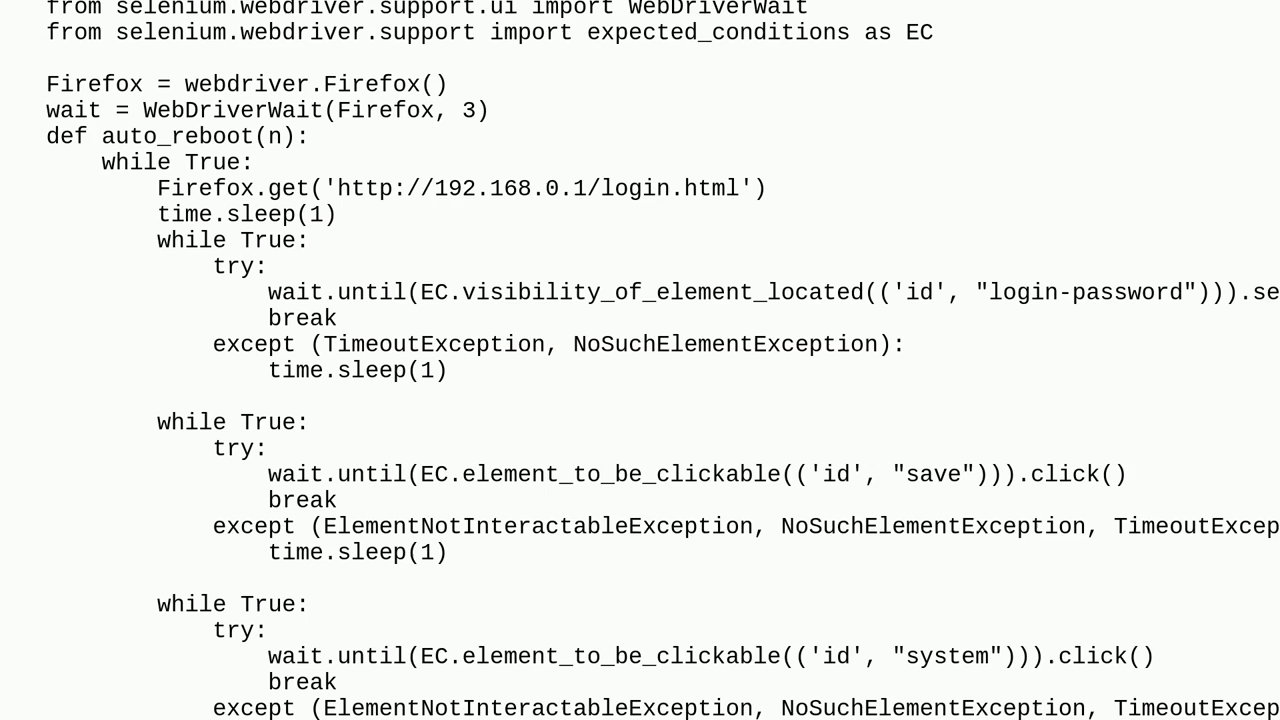 from selenium.webdriver.support.ui import WebDriverWait
from selenium.webdriver.support import expected_conditions as EC
Firefox = webdriver.Firefox()
wait = WebDriverWait(Firefox, 3)
def auto_reboot(n):
    while True:
        Firefox.get('http://192.168.0.1/login.html')
        time.sleep(1)
        while True:
            try:
                wait.until(EC.visibility_of_element_located(('id', "login-password"))).se
                break
            except (TimeoutException, NoSuchElementException):
                time.sleep(1)
        while True:
            try:
                wait.until(EC.element_to_be_clickable(('id', "save"))).click()
                break
            except (ElementNotInteractableException, NoSuchElementException, TimeoutExcep
                time.sleep(1)
        while True:
            try:
                wait.until(EC.element_to_be_clickable(('id', "system"))).click()
                break
            except (ElementNotInteractableException, NoSuchElementException, TimeoutExcep